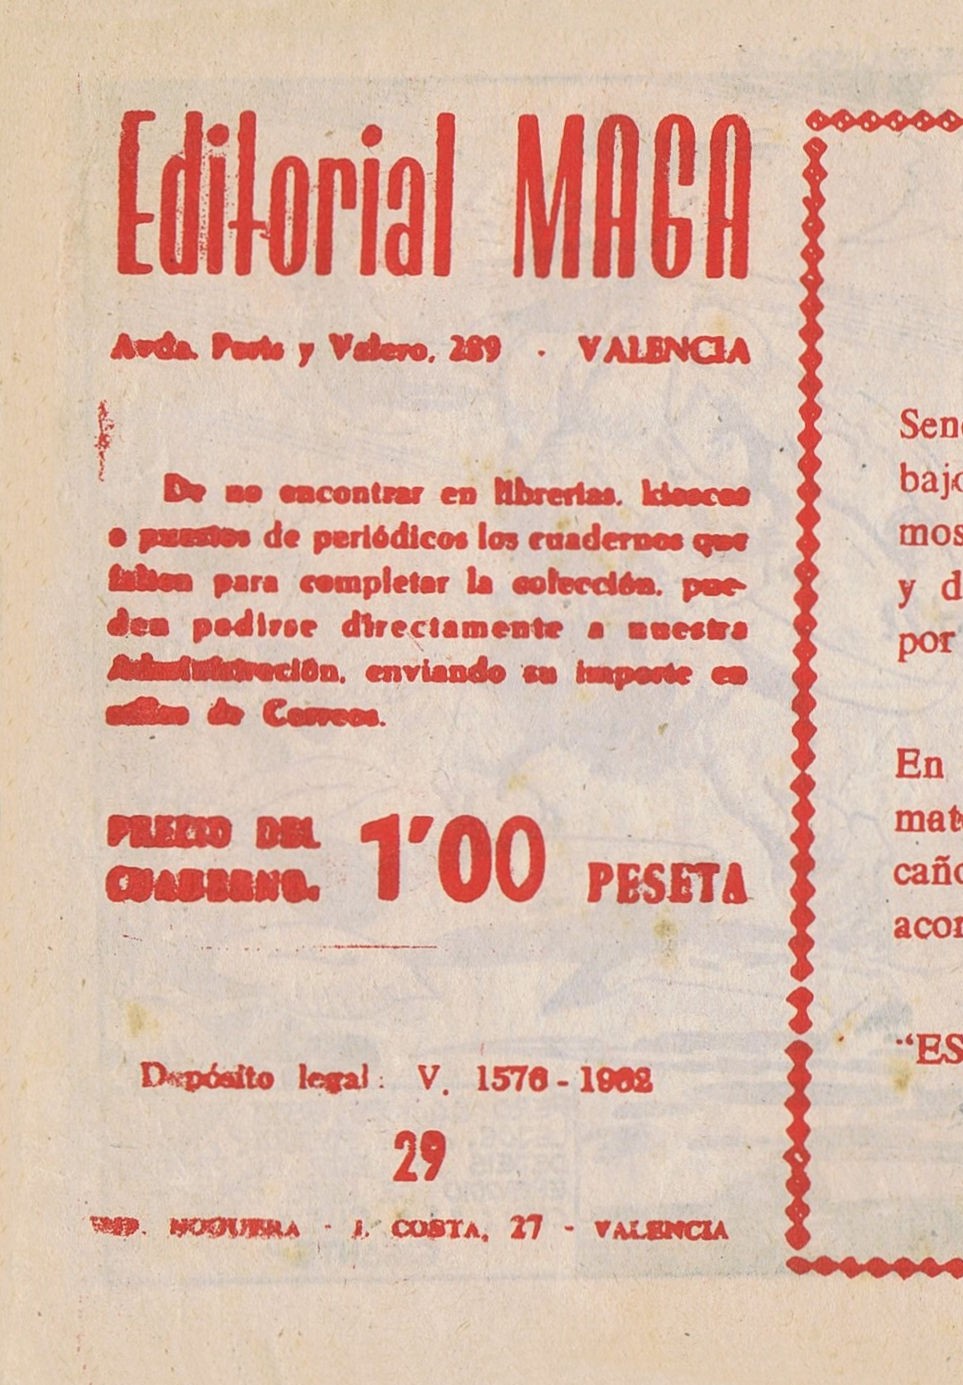 Editorial MAGA
Avda. Puris y Valero, 289 · VALENCIA
De no encontrar en librerías, kioscos
o puestos de periódicos los cuadernos que
falten para completar la colección, pue-
den pedirse directamente a nuestra
Administración, enviando su importe en
sellos de Correos.
PRECIO DEL
CUADERNO. 1'00 PESETA
Depósito legal: V. 1576 - 1962
29
IMP. NOGUERA - J. COSTA, 27 - VALENCIA
Sen
bajo
mos
y d
por
En
mat
caño
acor
"ES